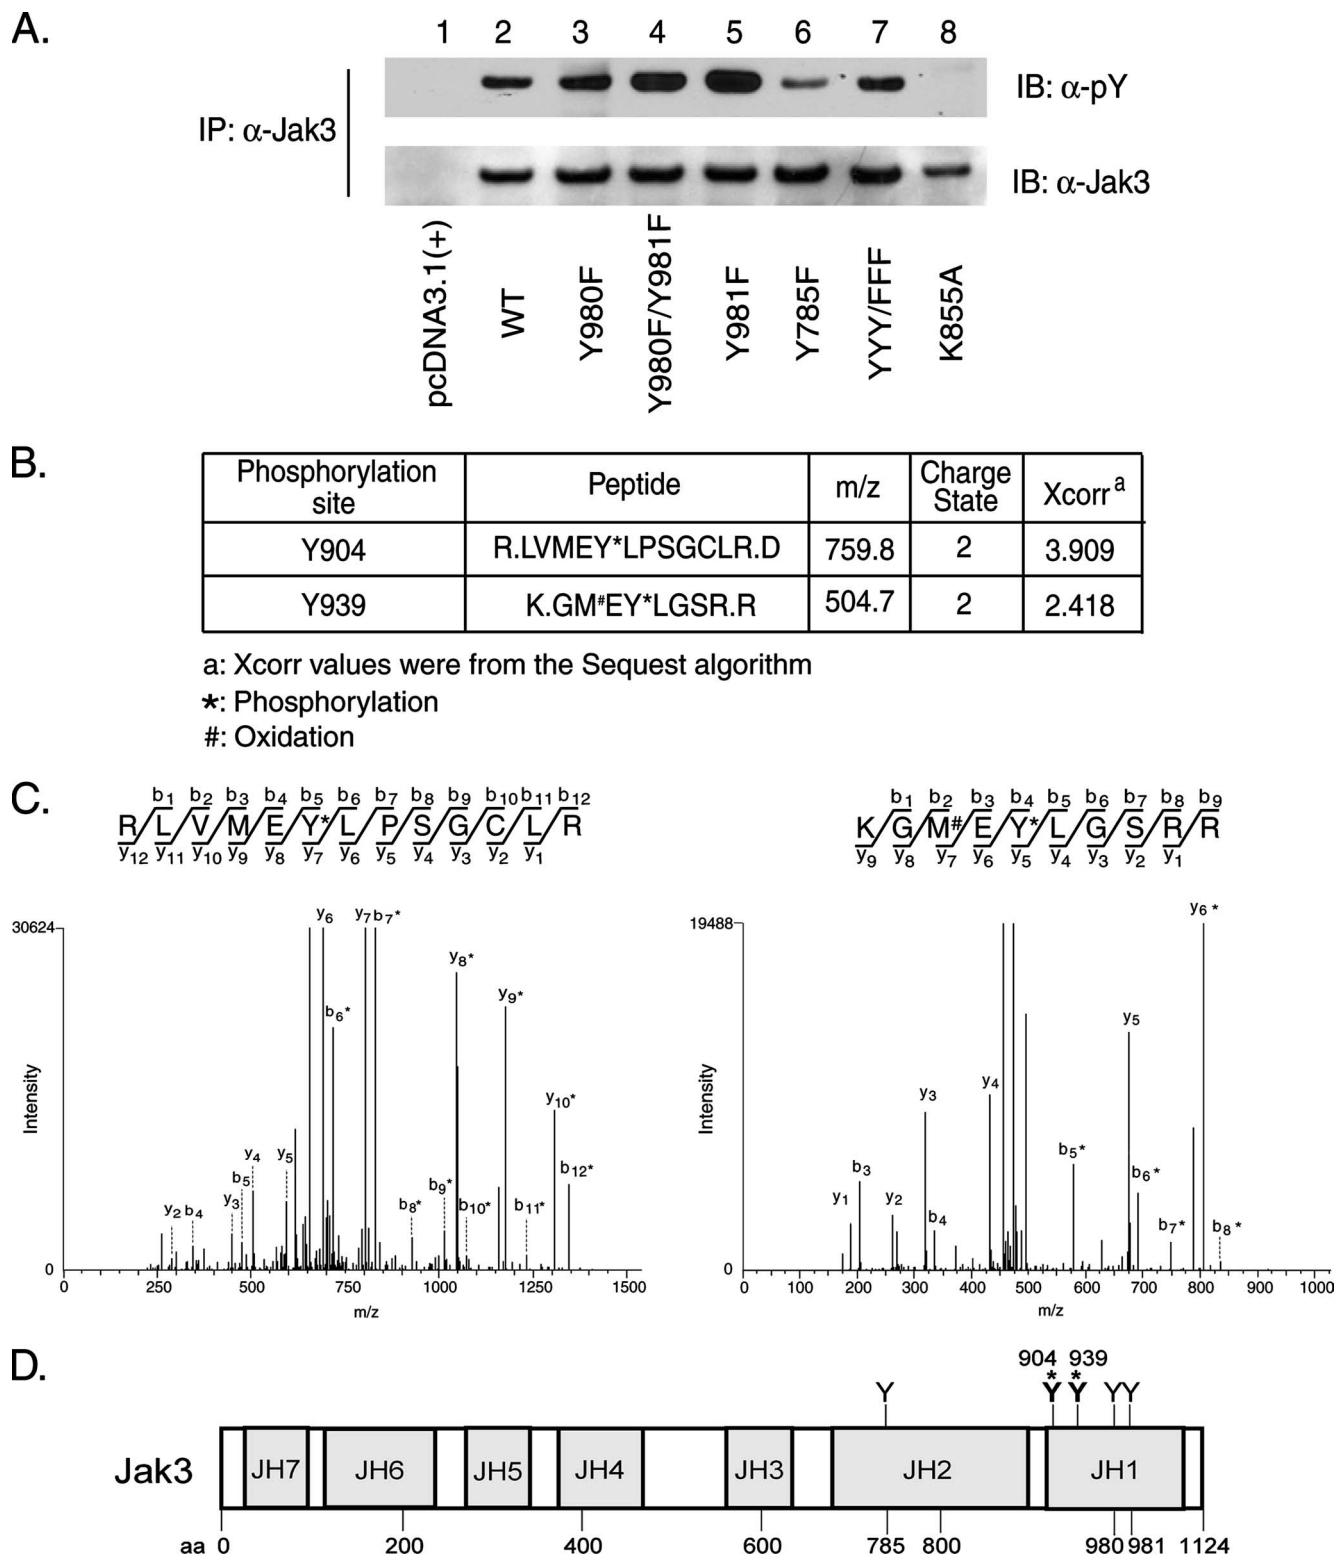 A.
1 2 3 4 5 6 7 8
IP: α-Jak3
IB: α-pY
IB: α-Jak3
pcDNA3.1(+)
WT
Y980F
Y980F/Y981F
Y981F
Y785F
YYY/FFF
K855A
B.
Phosphorylation site Peptide m/z Charge State Xcorr a
Y904 R.LVMEY*LPSGCLR.D 759.8 2 3.909
Y939 K.GM#EY*LGSR.R 504.7 2 2.418
a: Xcorr values were from the Sequest algorithm
*: Phosphorylation
#: Oxidation
C.
b1 b2 b3 b4 b5 b6 b7 b8 b9 b10 b11 b12
R L V M E Y* L P S G C L R
y12 y11 y10 y9 y8 y7 y6 y5 y4 y3 y2 y1
30624
Intensity
0
y2 b4 y3 b5 y4 y5 y6 b6* y7 b7* b8* b9* y8* b10* y9* b11* y10* b12*
0 250 500 750 1000 1250 1500
m/z
b1 b2 b3 b4 b5 b6 b7 b8 b9
K G M# E Y* L G S R R
y9 y8 y7 y6 y5 y4 y3 y2 y1
19488
Intensity
0
y1 b3 y2 y3 b4 y4 b5* y5 b6* b7* y6* b8*
0 100 200 300 400 500 600 700 800 900 1000
m/z
D.
904 939
* *
Y Y Y Y Y
Jak3
JH7 JH6 JH5 JH4 JH3 JH2 JH1
aa 0 200 400 600 785 800 980 981 1124